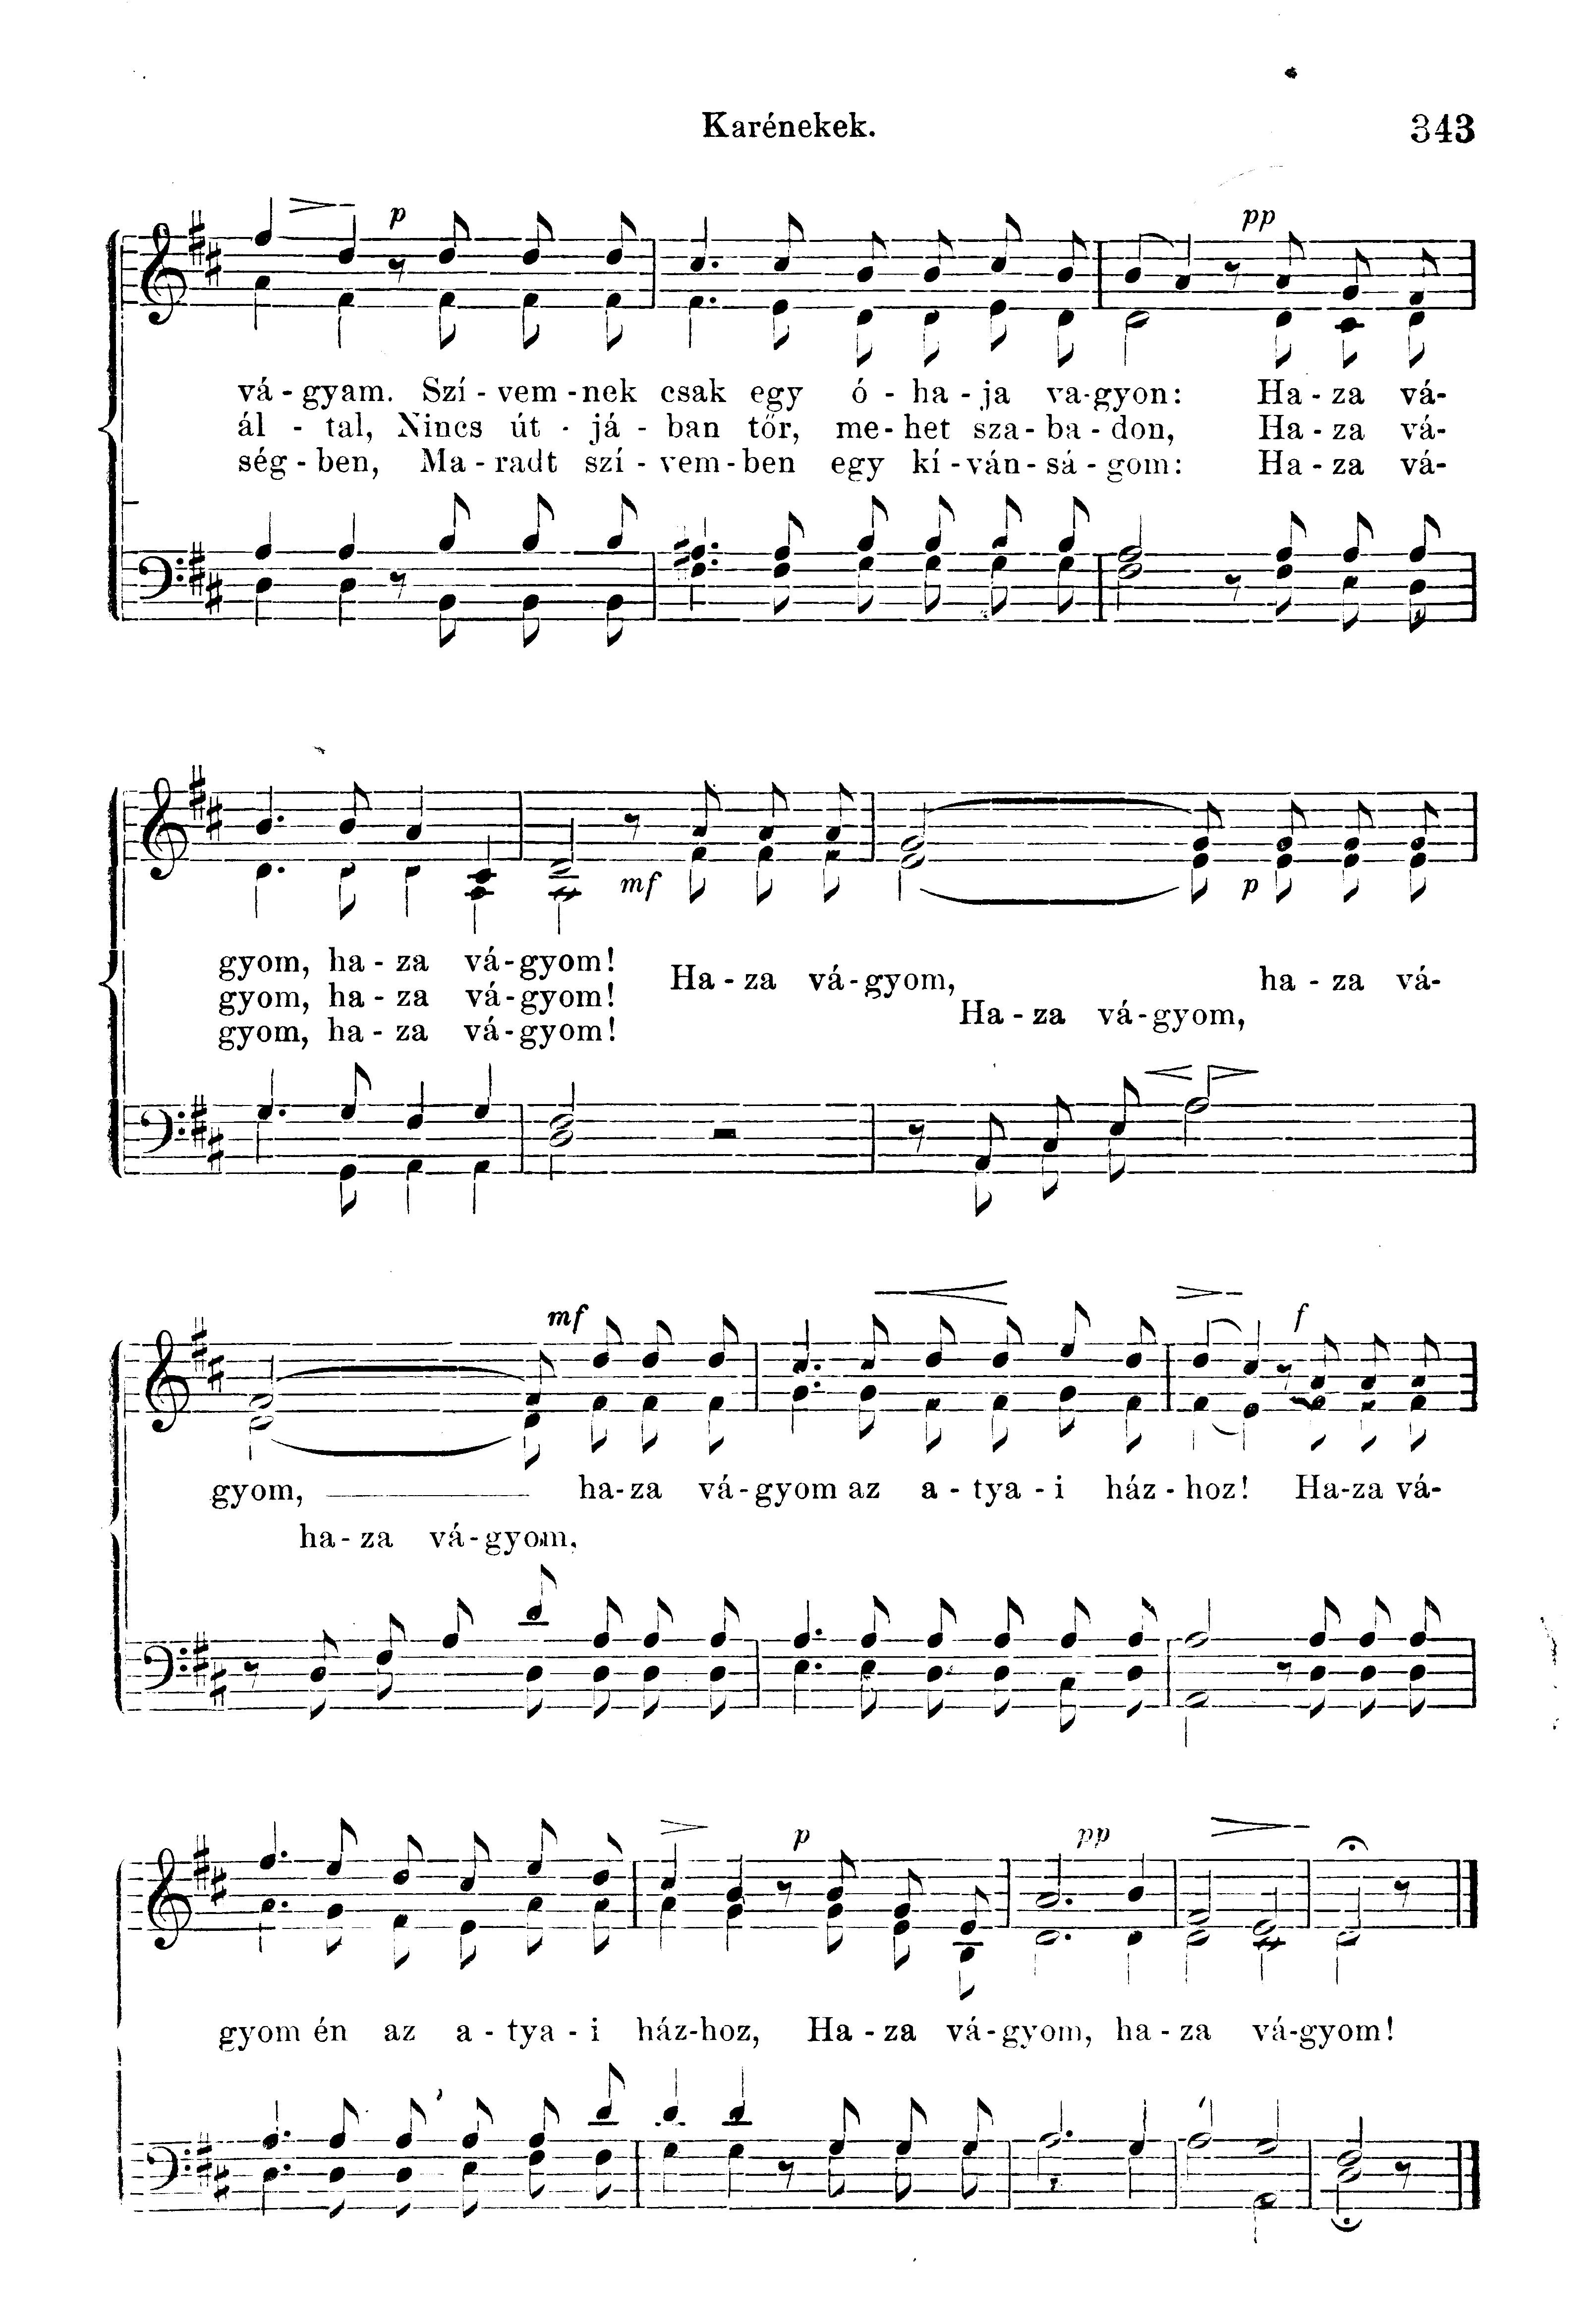 Karénekek.
343
p
pp
vá-gyam. Szí-vem-nek csak egy ó-ha-ja va-gyon: Ha-za vá-
ál-tal, Nincs út-já-ban tőr, me-het sza-ba-don, Ha-za vá-
ség-ben, Ma-radt szí-vem-ben egy kí-ván-sá-gom: Ha-za vá-
mf
p
gyom, ha-za vá-gyom!
gyom, ha-za vá-gyom!
gyom, ha-za vá-gyom!
Ha-za vá-gyom, ha-za vá-
Ha-za vá-gyom,
mf
f
gyom, ha-za vá-gyom az a-tya-i ház-hoz! Ha-za vá-
ha-za vá-gyom,
p
pp
gyom én az a-tya-i ház-hoz, Ha-za vá-gyom, ha-za vá-gyom!